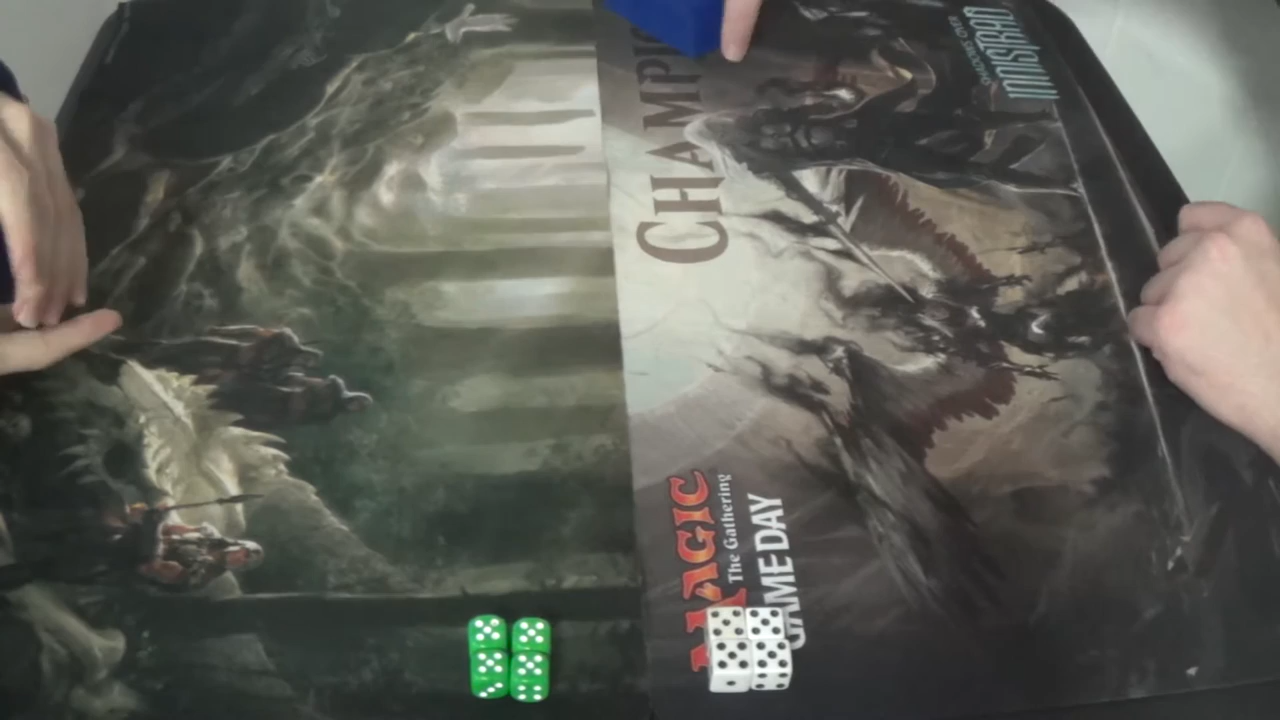 CHAMPI
SHADOWS OVER
INNISTRAD
MAGIC
The Gathering
GAME DAY